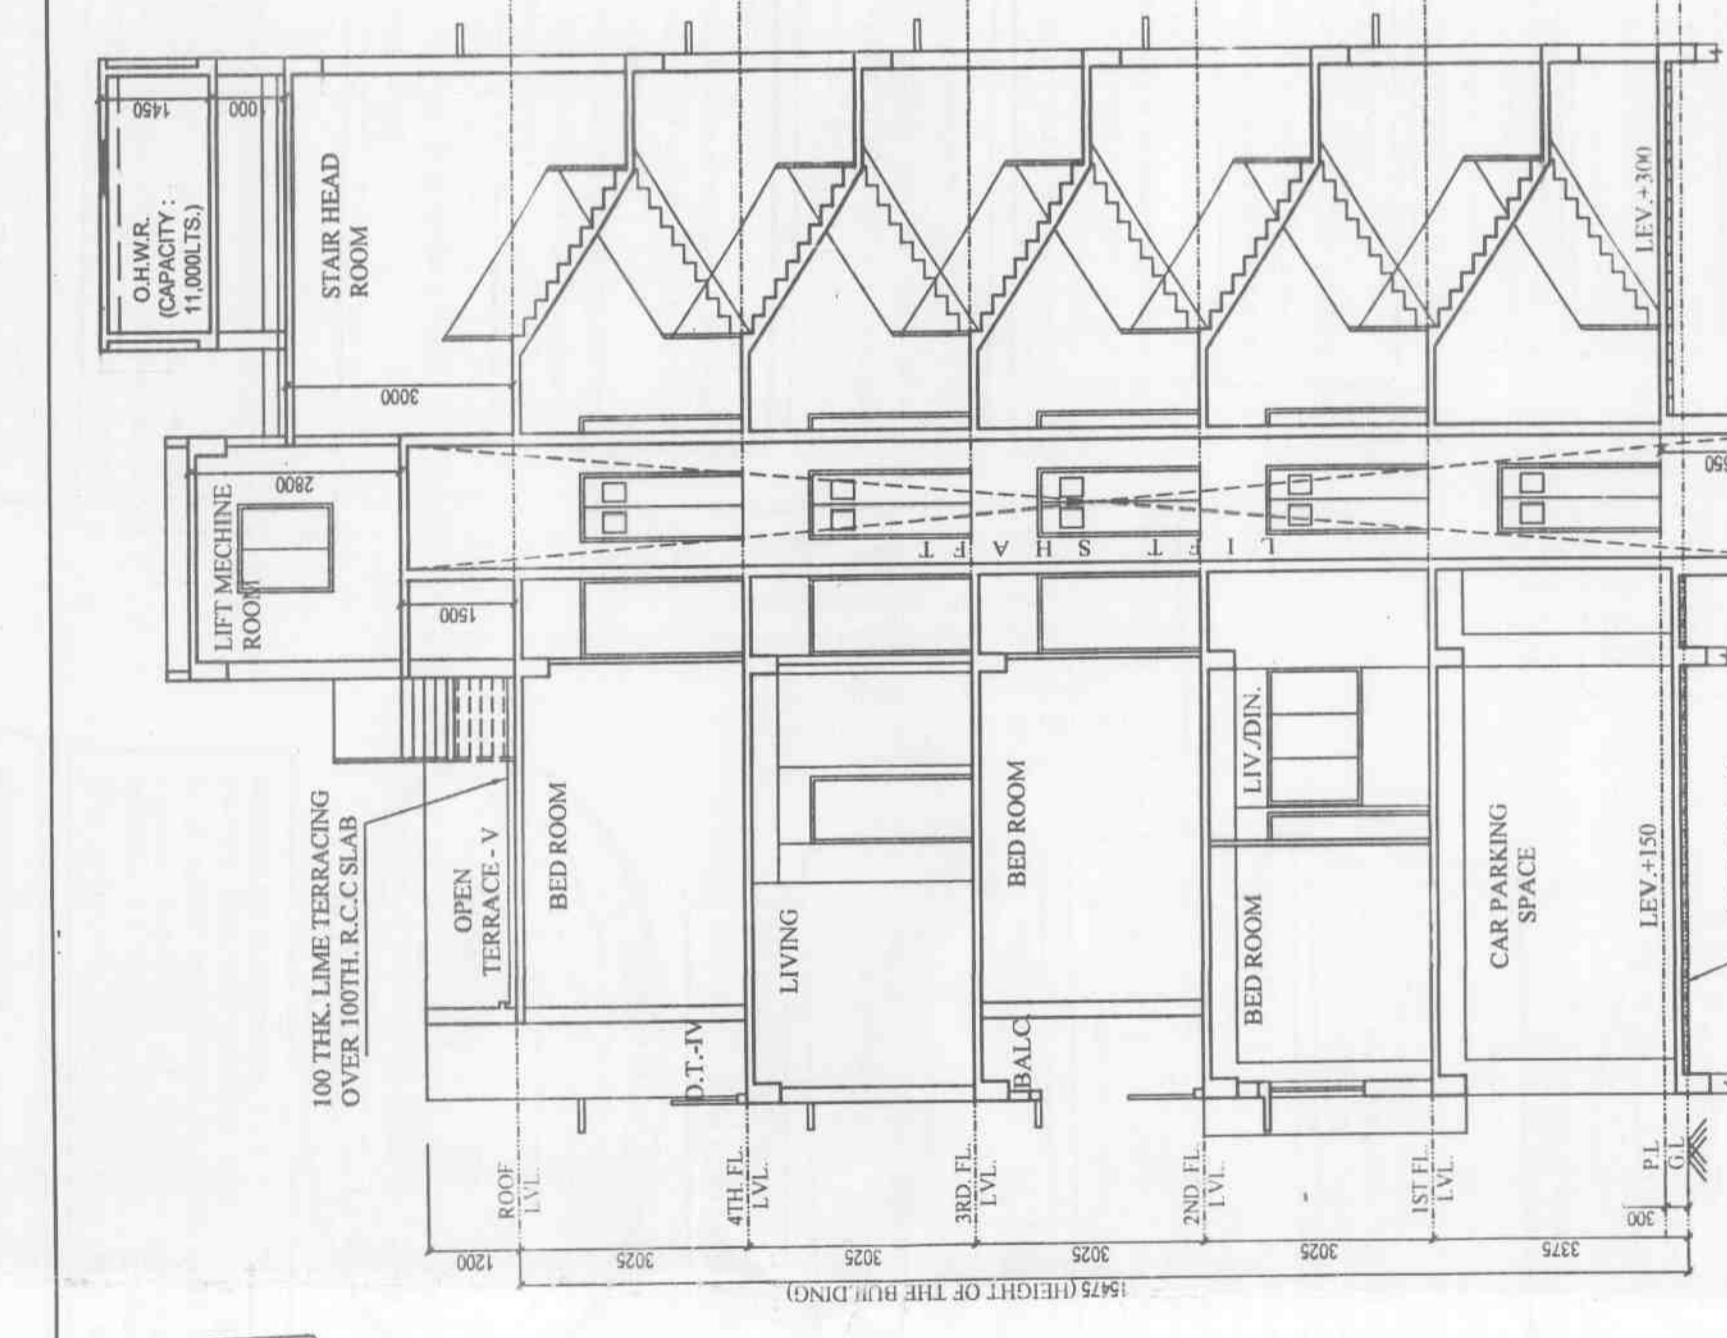 1450
000
O.H.W.R.
(CAPACITY :
11,000LTS.)
STAIR HEAD
ROOM
3000
LEV.+300
2800
LIFT MECHINE
ROOM
1500
LIFT SHAFT
100 THK. LIME TERRACING
OVER 100TH. R.C.C SLAB
OPEN
TERRACE - V
BED ROOM
LIVING
BED ROOM
LIV./DIN.
BED ROOM
CAR PARKING
SPACE
LEV.+150
O.T.-IV
BALC.
ROOF
LVL.
4TH. FL.
LVL.
3RD. FL.
LVL.
2ND. FL.
LVL.
1ST FL.
LVL.
P.L
G.L
300
1200
3025
3025
3025
3025
3375
15475 (HEIGHT OF THE BUILDING)